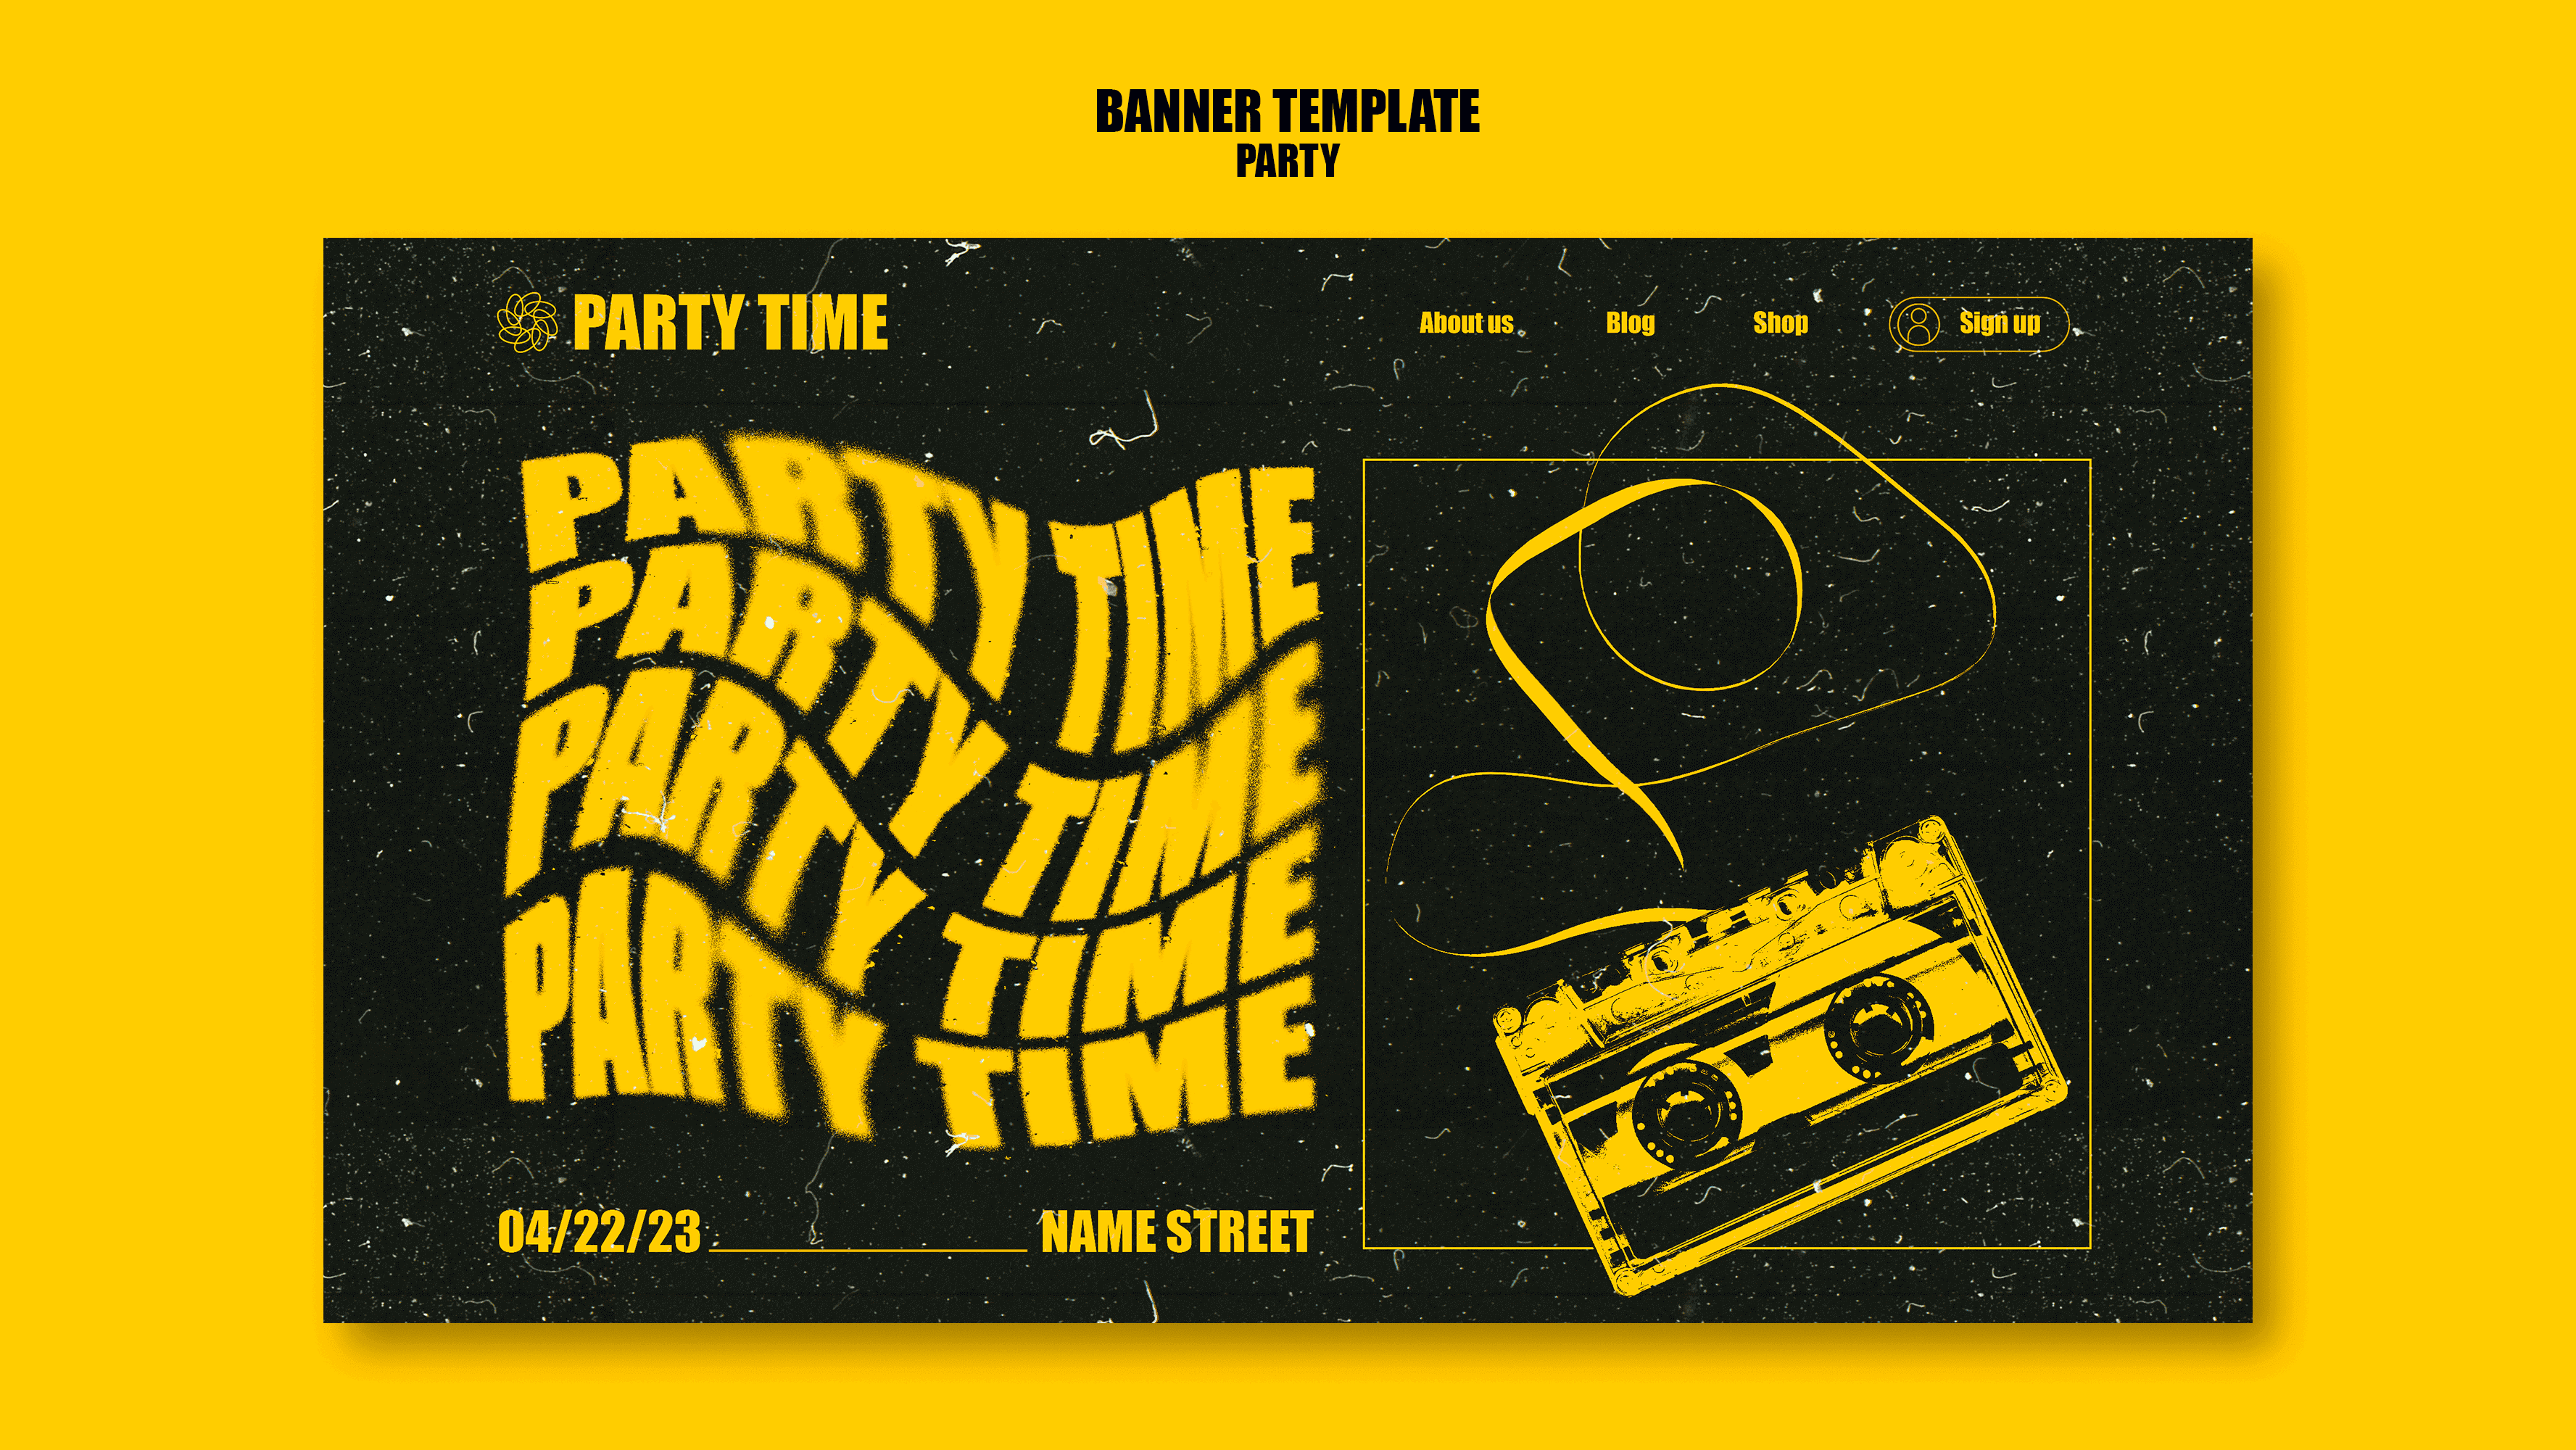 BANNER TEMPLATE
PARTY
PARTY TIME
About us
Blog
Shop
Sign up
PARTY TIME
PARTY TIME
PARTY TIME
PARTY TIME
04/22/23
NAME STREET